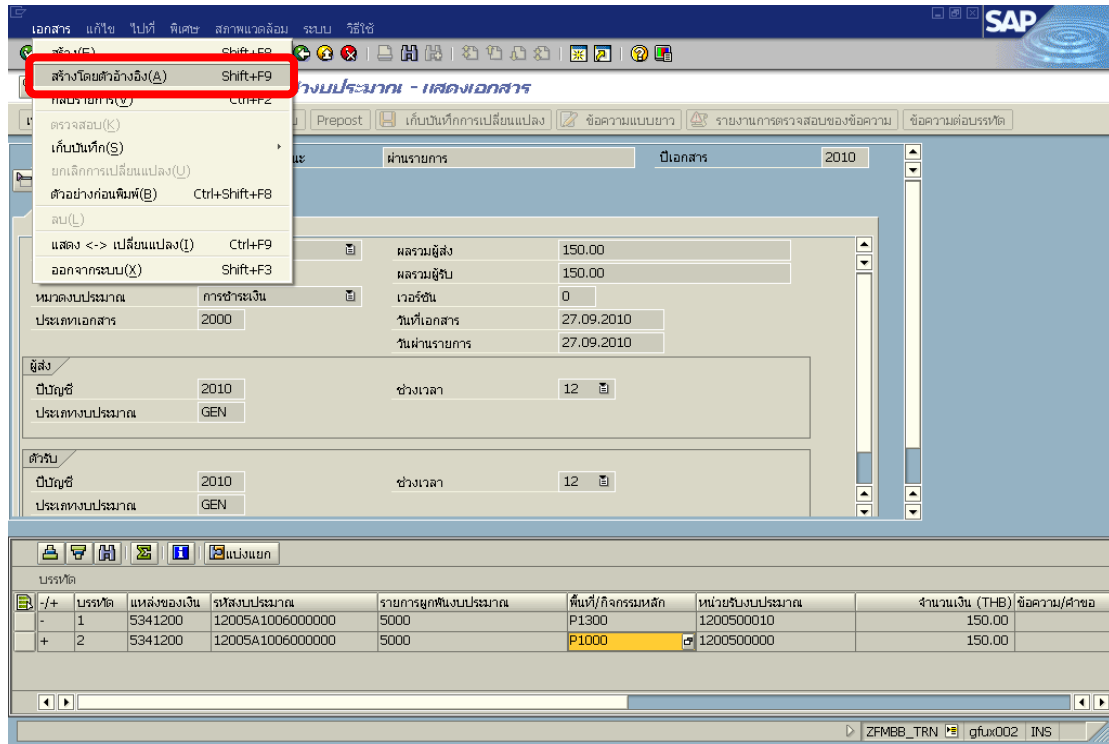 เอกสาร แก้ไข ไปที่ พิเศษ สภาพแวดล้อม ระบบ วิธีใช้
SAP
สร้างโดยตัวอ้างอิง(A) Shift+F9
งบประมาณ - แสดงเอกสาร
กลับรายการ(V) Ctrl+F2
Prepost เก็บบันทึกการเปลี่ยนแปลง ข้อความแบบยาว รายงานการตรวจสอบของข้อความ ข้อความต่อบรรทัด
ตรวจสอบ(K)
เก็บบันทึก(S)
ผ่านรายการ ปีเอกสาร 2010
ยกเลิกการเปลี่ยนแปลง(U)
ตัวอย่างก่อนพิมพ์(B) Ctrl+Shift+F8
ลบ(L)
แสดง <-> เปลี่ยนแปลง(I) Ctrl+F9
ผลรวมผู้ส่ง 150.00
ออกจากระบบ(X) Shift+F3
ผลรวมผู้รับ 150.00
หมวดงบประมาณ การชำระเงิน เวอร์ชัน 0
ประเภทเอกสาร 2000 วันที่เอกสาร 27.09.2010
วันผ่านรายการ 27.09.2010
ผู้ส่ง
ปีบัญชี 2010 ช่วงเวลา 12
ประเภทงบประมาณ GEN
ตัวรับ
ปีบัญชี 2010 ช่วงเวลา 12
ประเภทงบประมาณ GEN
แบ่งแยก
บรรทัด
-/+ บรรทัด แหล่งของเงิน รหัสงบประมาณ รายการผูกพันงบประมาณ พื้นที่/กิจกรรมหลัก หน่วยรับงบประมาณ จำนวนเงิน (THB) ข้อความ/คำขอ
- 1 5341200 12005A1006000000 5000 P1300 1200500010 150.00
+ 2 5341200 12005A1006000000 5000 P1000 1200500000 150.00
ZFMBB_TRN gfux002 INS